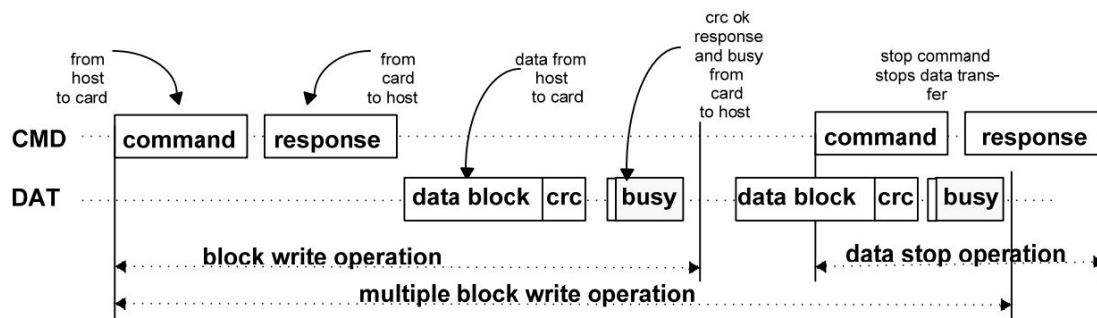 from
host
to card
from
card
to host
data from
host
to card
crc ok
response
and busy
from
card
to host
stop command
stops data trans-
fer
CMD
command
response
command
response
DAT
data block
crc
busy
data block
crc
busy
block write operation
data stop operation
multiple block write operation